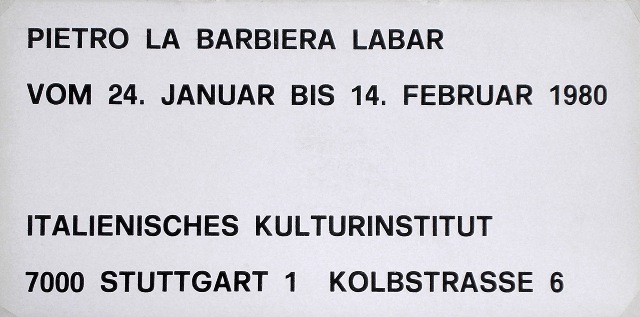 PIETRO LA BARBIERA LABAR
VOM 24. JANUAR BIS 14. FEBRUAR 1980
ITALIENISCHES KULTURINSTITUT
7000 STUTTGART 1 KOLBSTRASSE 6